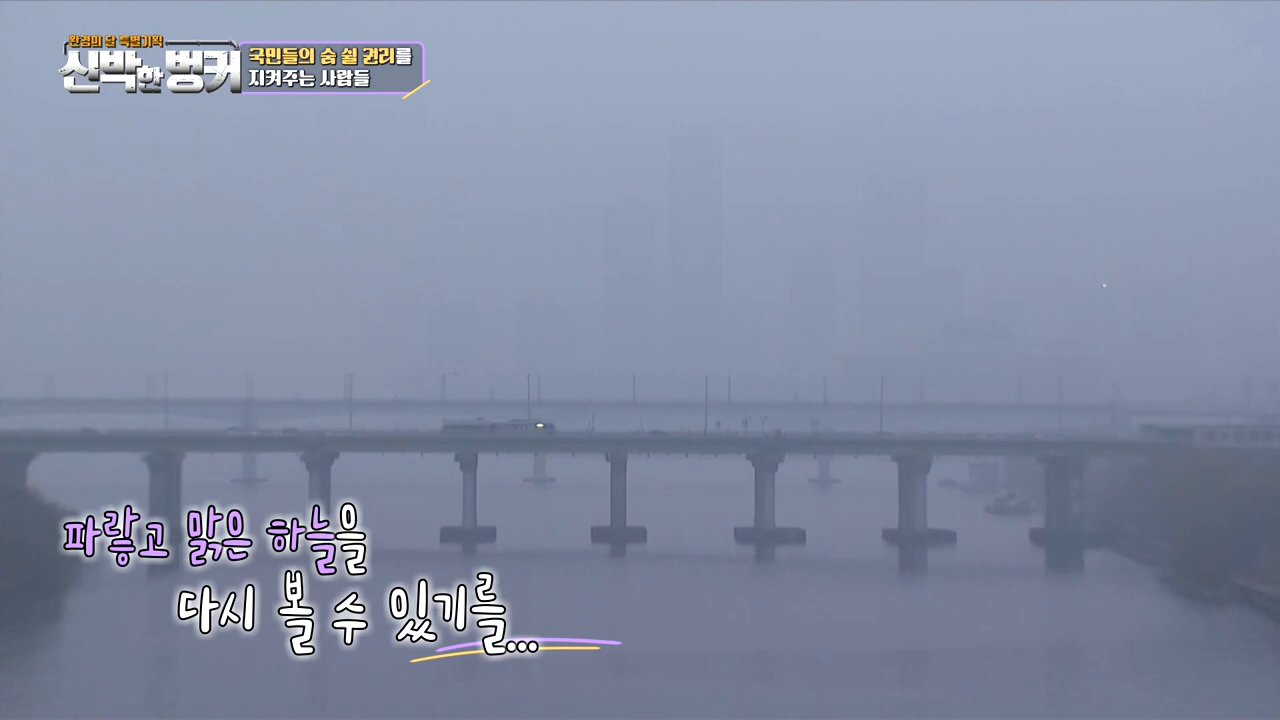 환경의 달 특별기획
신박한 벙커
국민들의 숨 쉴 권리를
지켜주는 사람들
파랗고 맑은 하늘을
다시 볼 수 있기를...